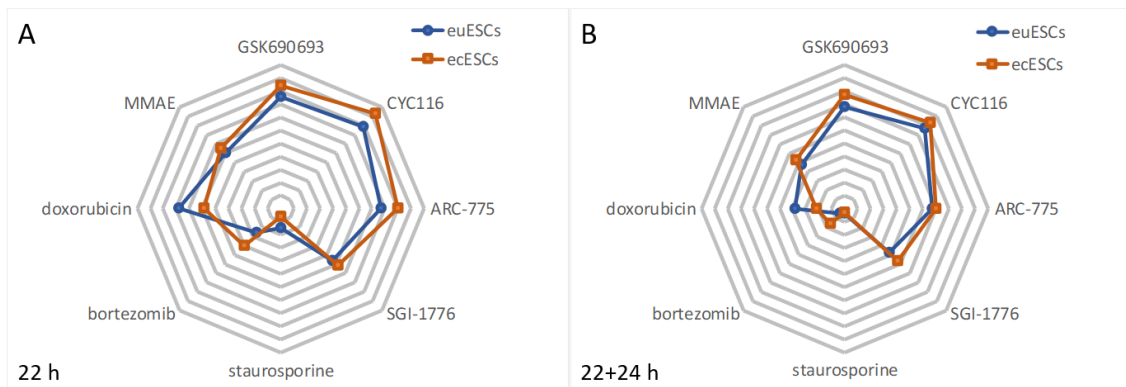 A
euESCs
ecESCs
GSK690693
CYC116
ARC-775
SGI-1776
staurosporine
bortezomib
doxorubicin
MMAE
22 h
B
euESCs
ecESCs
GSK690693
CYC116
ARC-775
SGI-1776
staurosporine
bortezomib
doxorubicin
MMAE
22+24 h